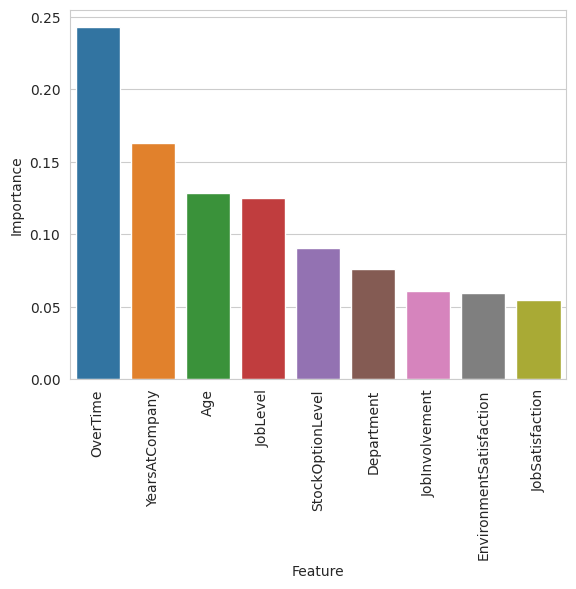 0.25
0.20
0.15
0.10
0.05
0.00
Importance
OverTime
YearsAtCompany
Age
JobLevel
StockOptionLevel
Department
JobInvolvement
EnvironmentSatisfaction
JobSatisfaction
Feature